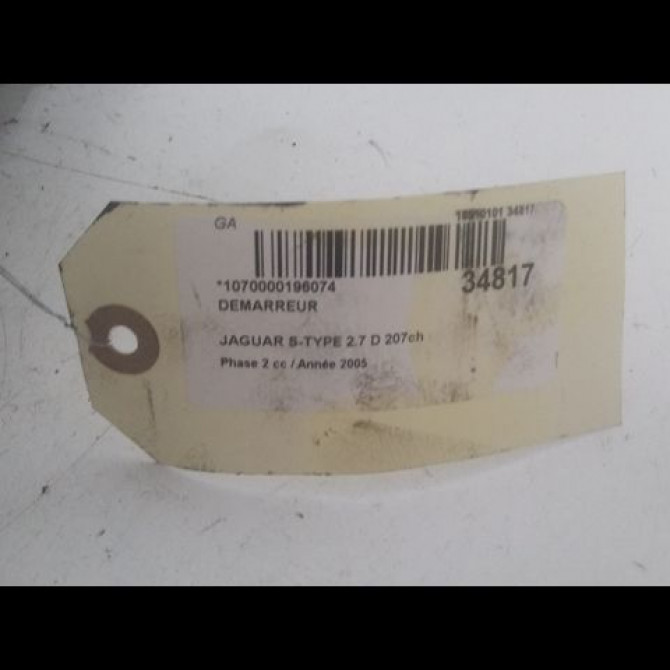 GA
*1070000196074
34817
DEMARREUR
JAGUAR S-TYPE 2.7 D 207ch
Phase 2 cc / Année 2005